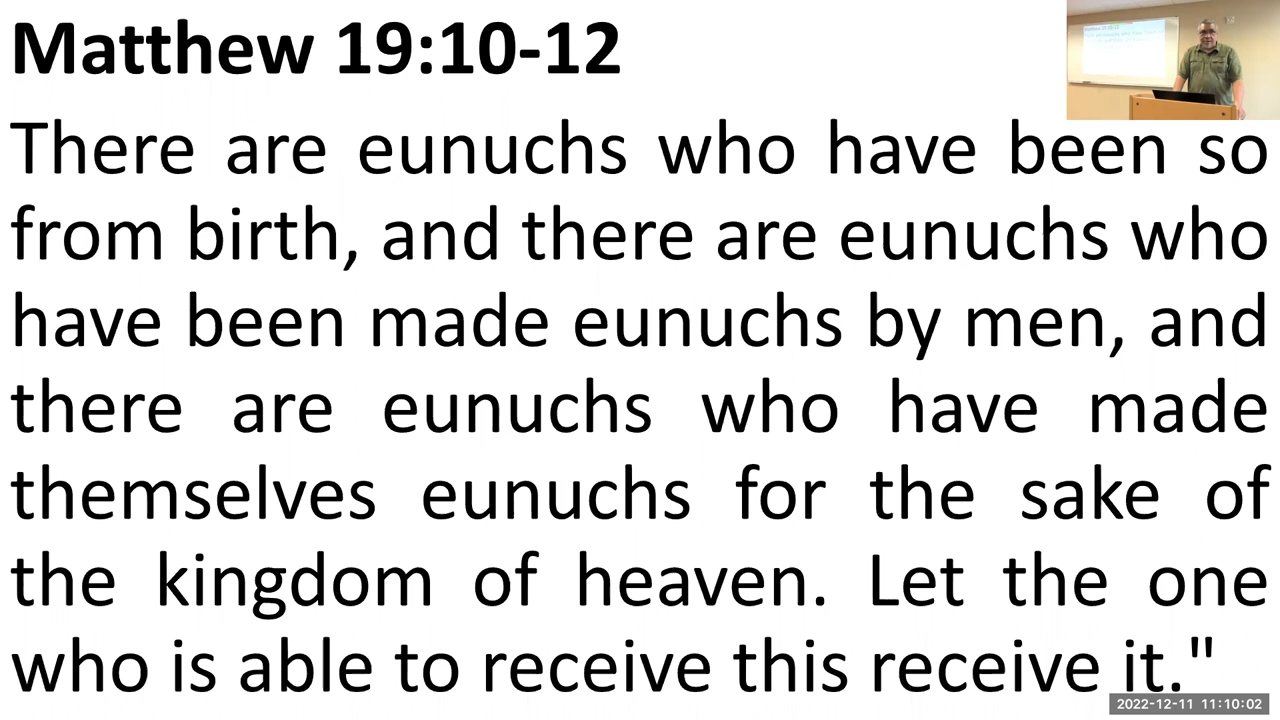 Matthew 19:10-12
There are eunuchs who have been so
from birth, and there are eunuchs who
have been made eunuchs by men, and
there are eunuchs who have made
themselves eunuchs for the sake of
the kingdom of heaven. Let the one
who is able to receive this receive it."
2022-12-11 11:10:02